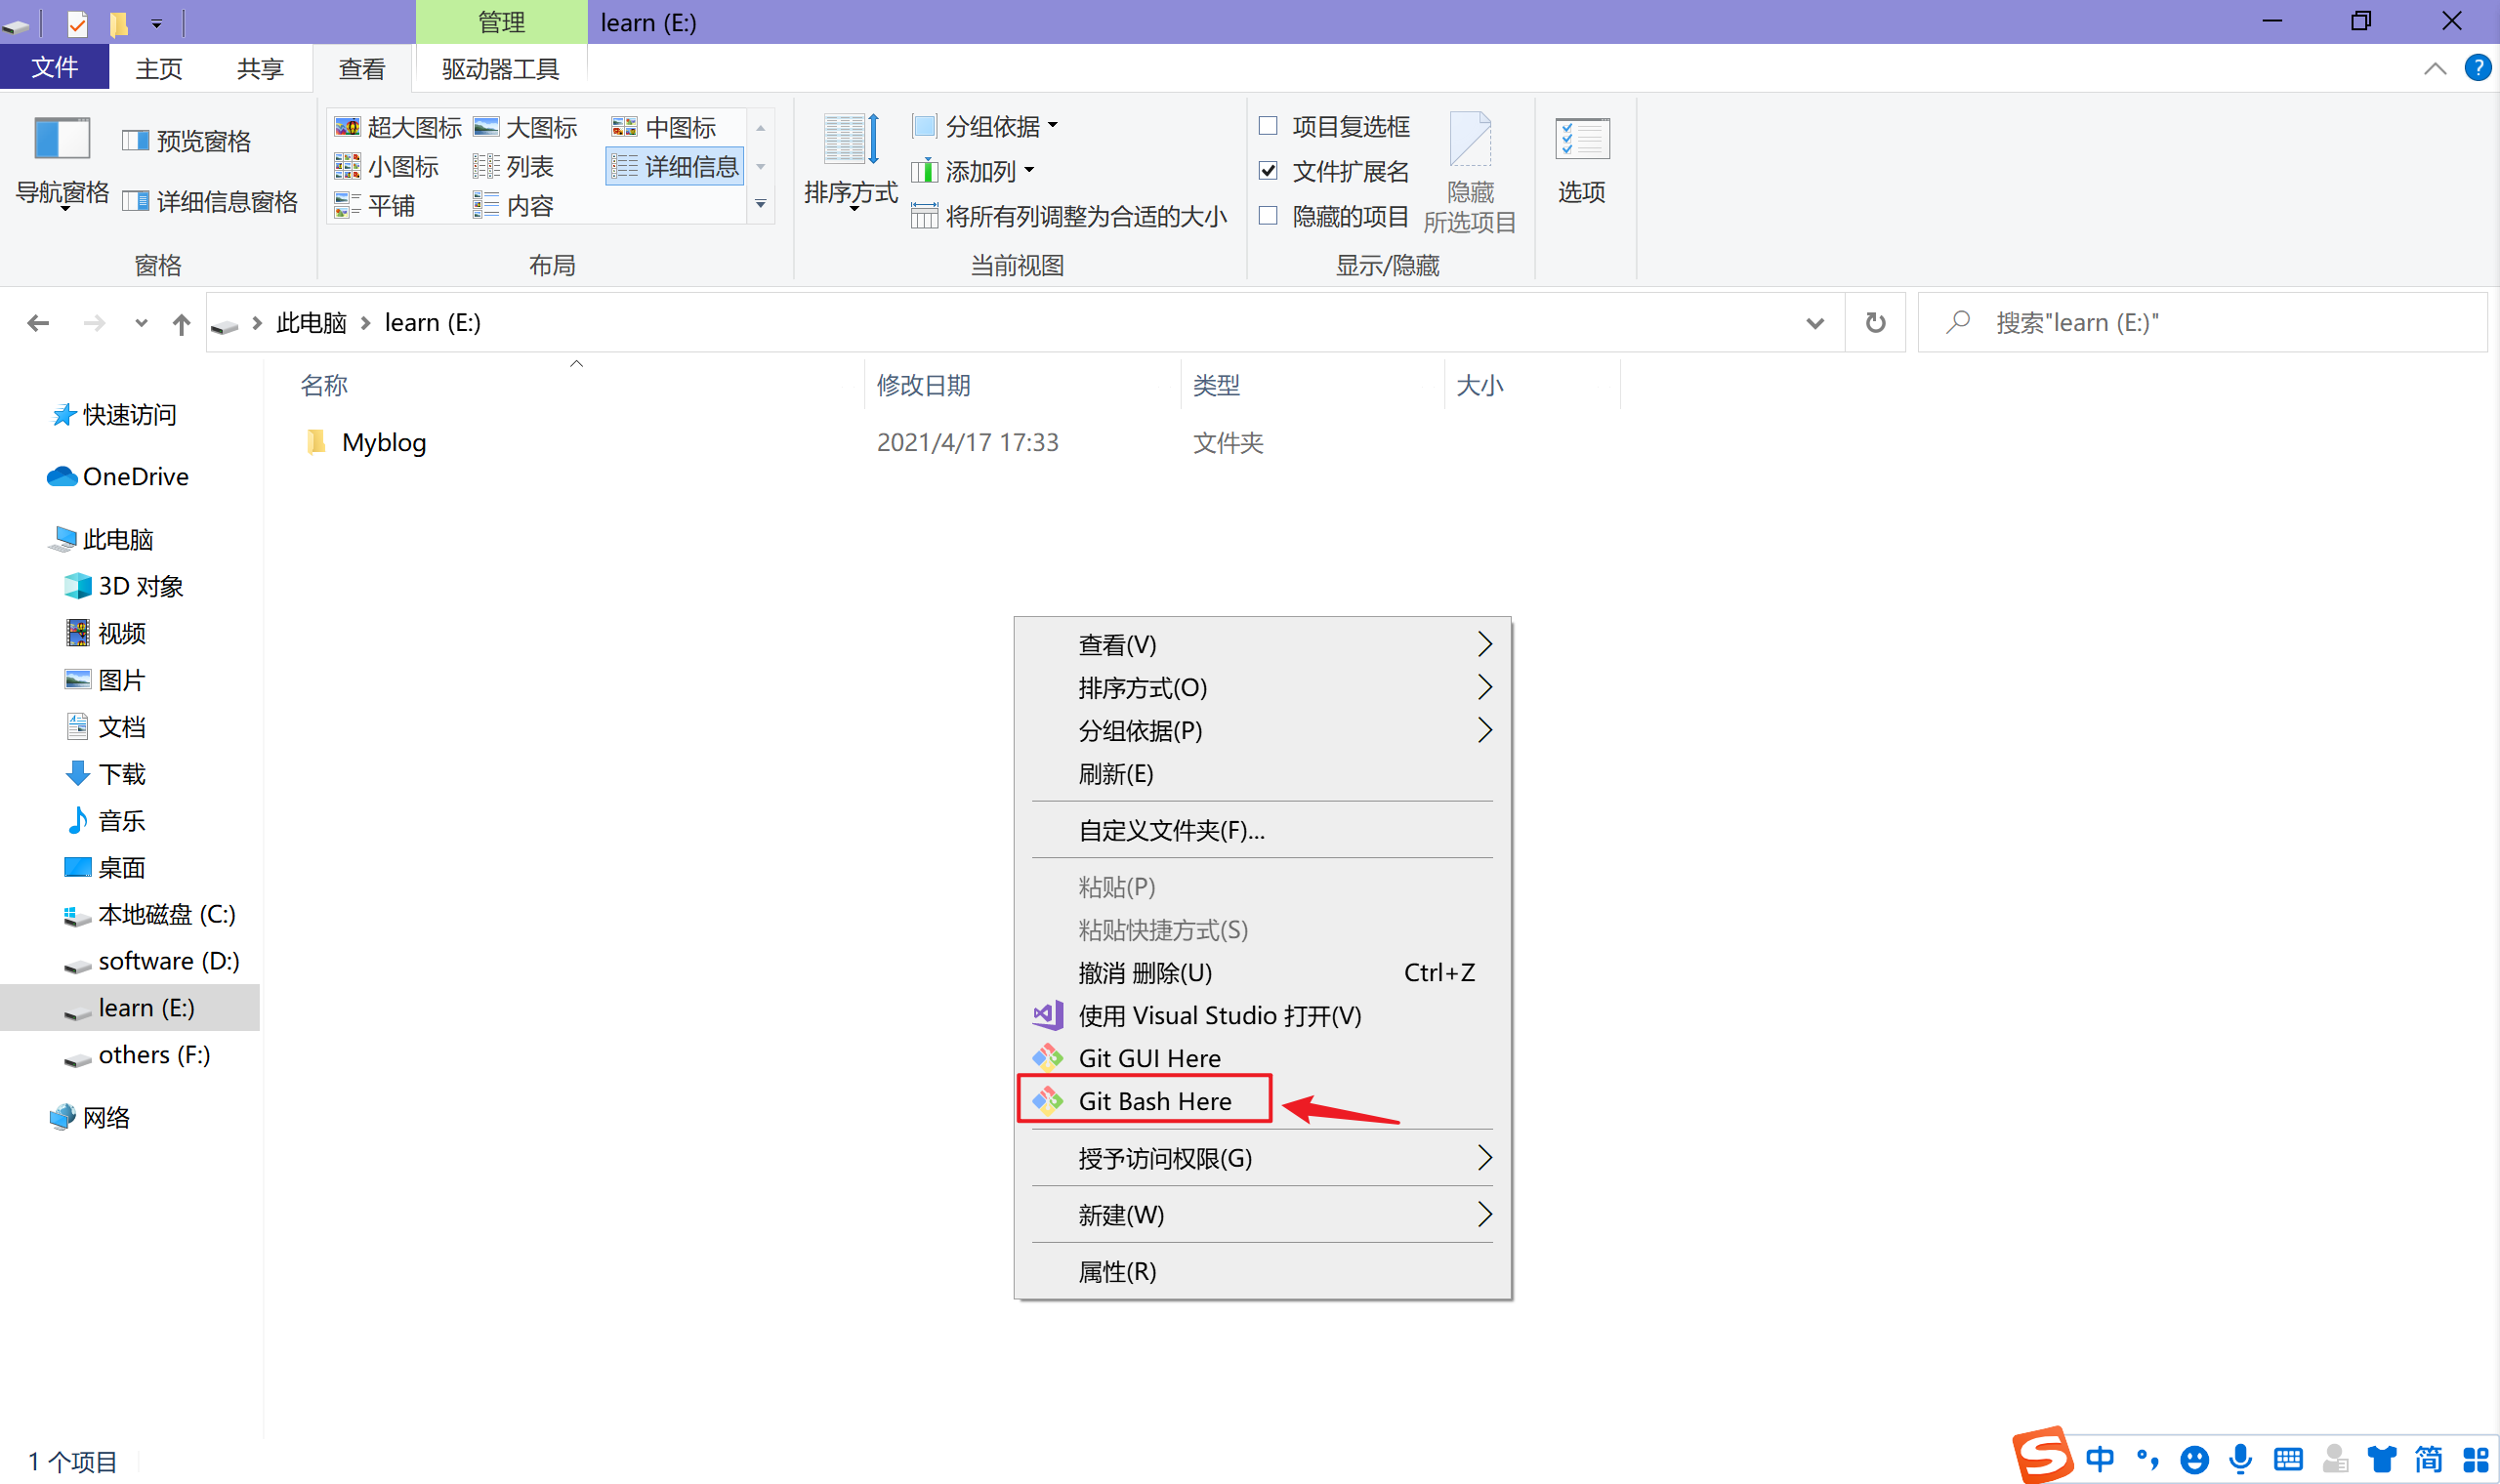 管理
learn (E:)
文件
主页
共享
查看
驱动器工具
?
导航窗格
预览窗格
详细信息窗格
窗格
超大图标
大图标
中图标
小图标
列表
详细信息
平铺
内容
布局
排序方式
分组依据
添加列
将所有列调整为合适的大小
当前视图
项目复选框
文件扩展名
隐藏的项目
隐藏
所选项目
显示/隐藏
选项
此电脑
learn (E:)
搜索"learn (E:)"
名称
修改日期
类型
大小
Myblog
2021/4/17 17:33
文件夹
快速访问
OneDrive
此电脑
3D 对象
视频
图片
文档
下载
音乐
桌面
本地磁盘 (C:)
software (D:)
learn (E:)
others (F:)
网络
查看(V)
排序方式(O)
分组依据(P)
刷新(E)
自定义文件夹(F)...
粘贴(P)
粘贴快捷方式(S)
撤消 删除(U) Ctrl+Z
使用 Visual Studio 打开(V)
Git GUI Here
Git Bash Here
授予访问权限(G)
新建(W)
属性(R)
1 个项目
S
中
简